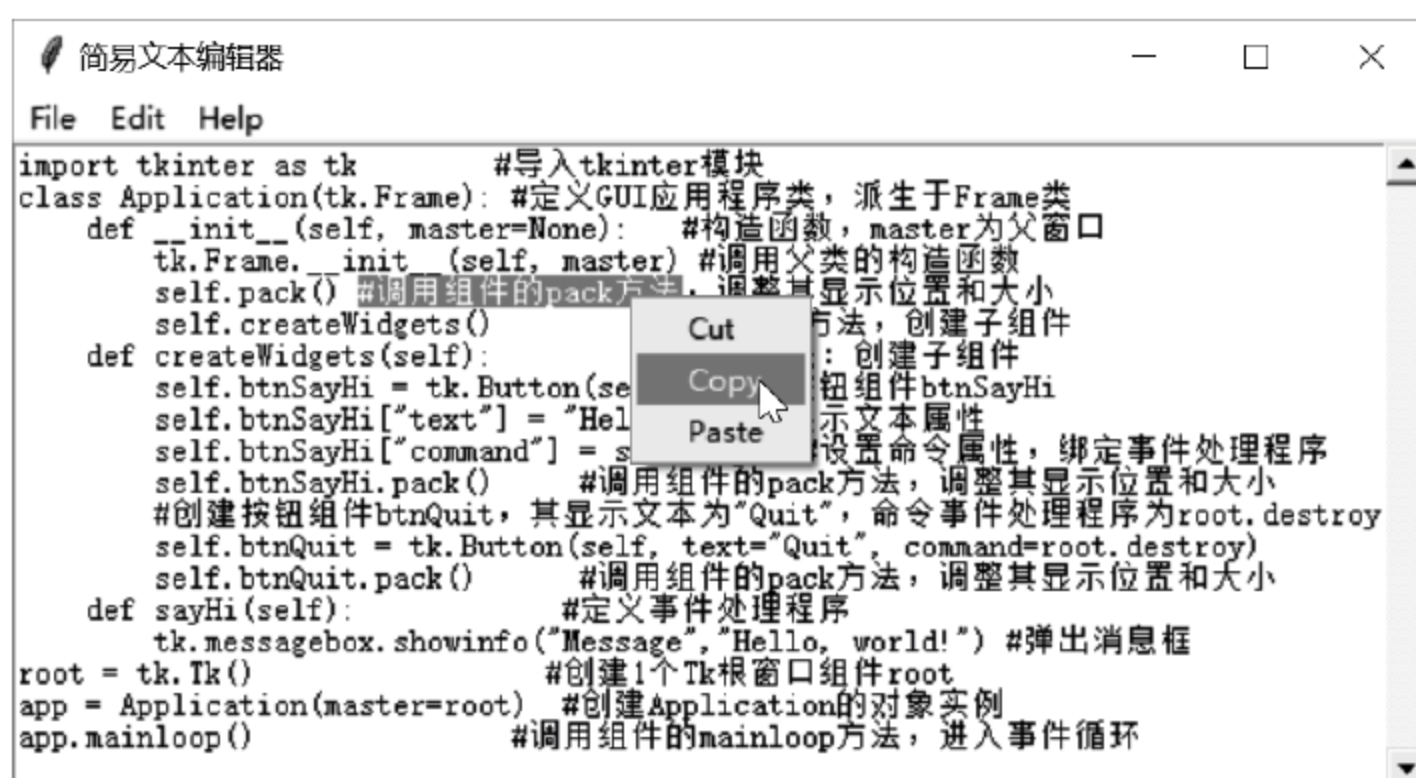 简易文本编辑器
File Edit Help
import tkinter as tk #导入tkinter模块
class Application(tk.Frame): #定义GUI应用程序类，派生于Frame类
def __init__(self, master=None): #构造函数，master为父窗口
tk.Frame.__init__(self, master) #调用父类的构造函数
self.pack() #调用组件的pack方法，调整其显示位置和大小
self.createWidgets() 方法，创建子组件
Cut
def createWidgets(self): : 创建子组件
self.btnSayHi = tk.Button(se 钮组件btnSayHi
Copy
self.btnSayHi["text"] = "Hel 示文本属性
Paste
self.btnSayHi["command"] = s #设置命令属性，绑定事件处理程序
self.btnSayHi.pack() #调用组件的pack方法，调整其显示位置和大小
#创建按钮组件btnQuit，其显示文本为"Quit"，命令事件处理程序为root.destroy
self.btnQuit = tk.Button(self, text="Quit", command=root.destroy)
self.btnQuit.pack() #调用组件的pack方法，调整其显示位置和大小
def sayHi(self): #定义事件处理程序
tk.messagebox.showinfo("Message","Hello, world!") #弹出消息框
root = tk.Tk() #创建1个Tk根窗口组件root
app = Application(master=root) #创建Application的对象实例
app.mainloop() #调用组件的mainloop方法，进入事件循环